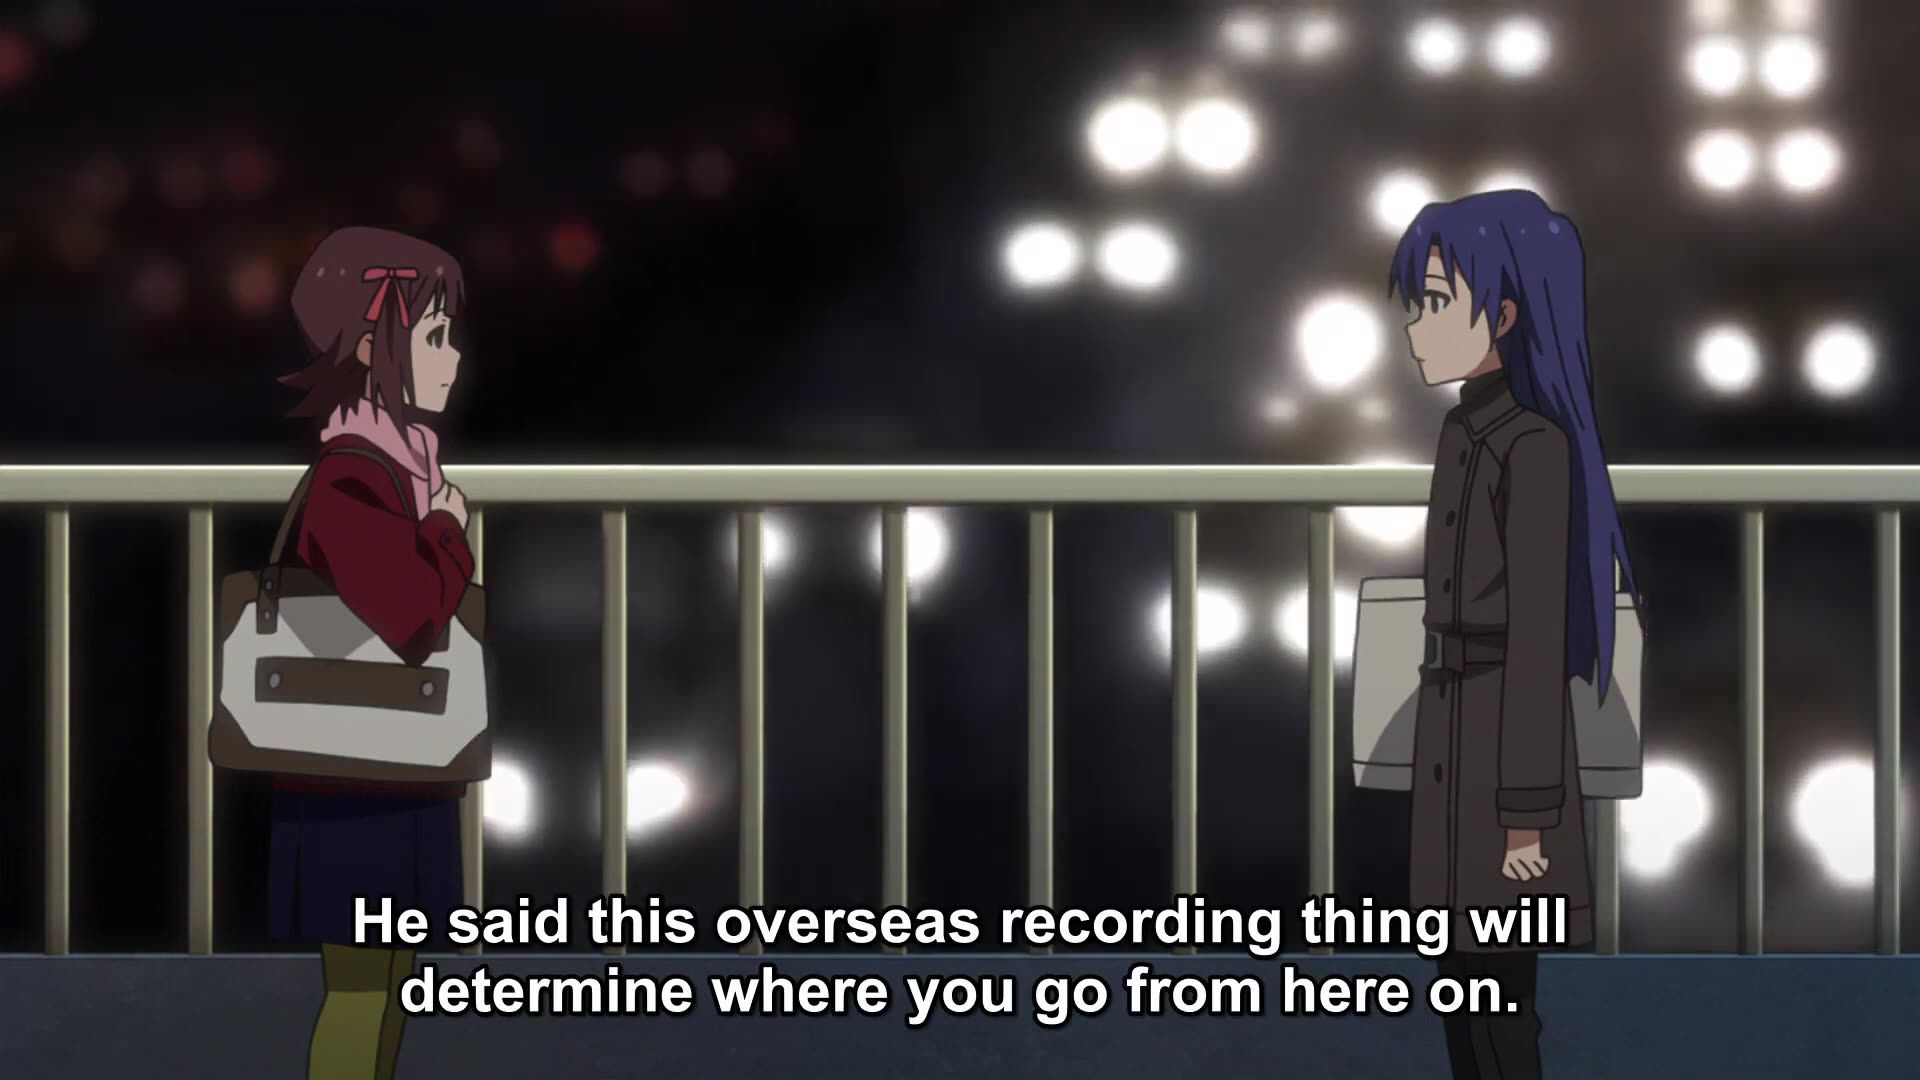 He said this overseas recording thing will
determine where you go from here on.